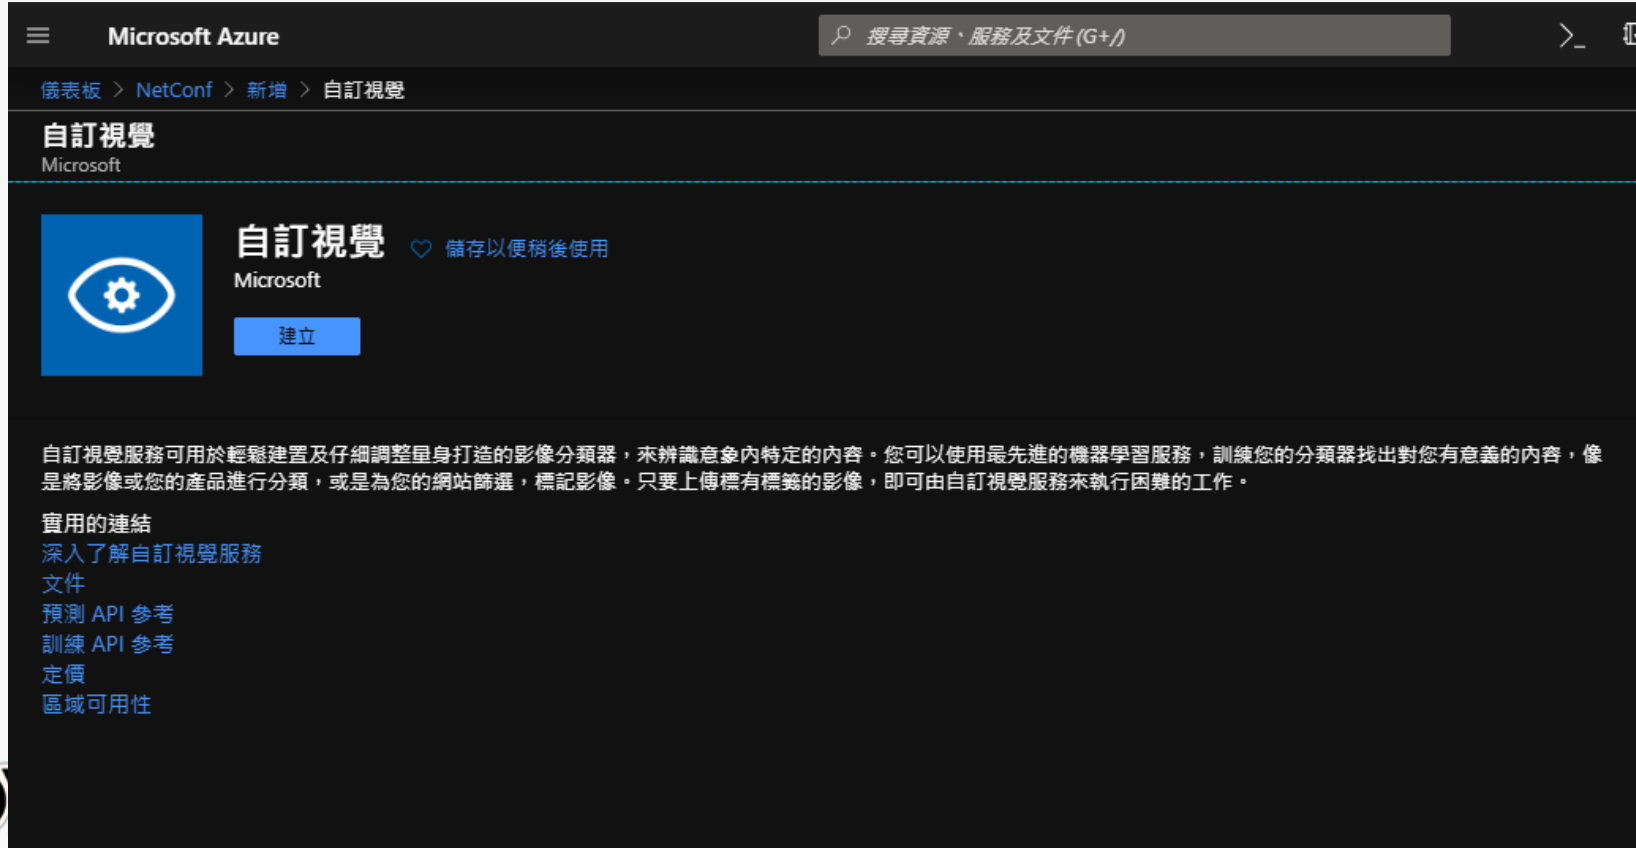 Microsoft Azure
搜尋資源、服務及文件 (G+/)
儀表板 > NetConf > 新增 > 自訂視覺
自訂視覺
Microsoft
自訂視覺
儲存以便稍後使用
Microsoft
建立
自訂視覺服務可用於輕鬆建置及仔細調整量身打造的影像分類器，來辨識意象內特定的內容。您可以使用最先進的機器學習服務，訓練您的分類器找出對您有意義的內容，像
是將影像或您的產品進行分類，或是為您的網站篩選，標記影像。只要上傳標有標籤的影像，即可由自訂視覺服務來執行困難的工作。
實用的連結
深入了解自訂視覺服務
文件
預測 API 參考
訓練 API 參考
定價
區域可用性